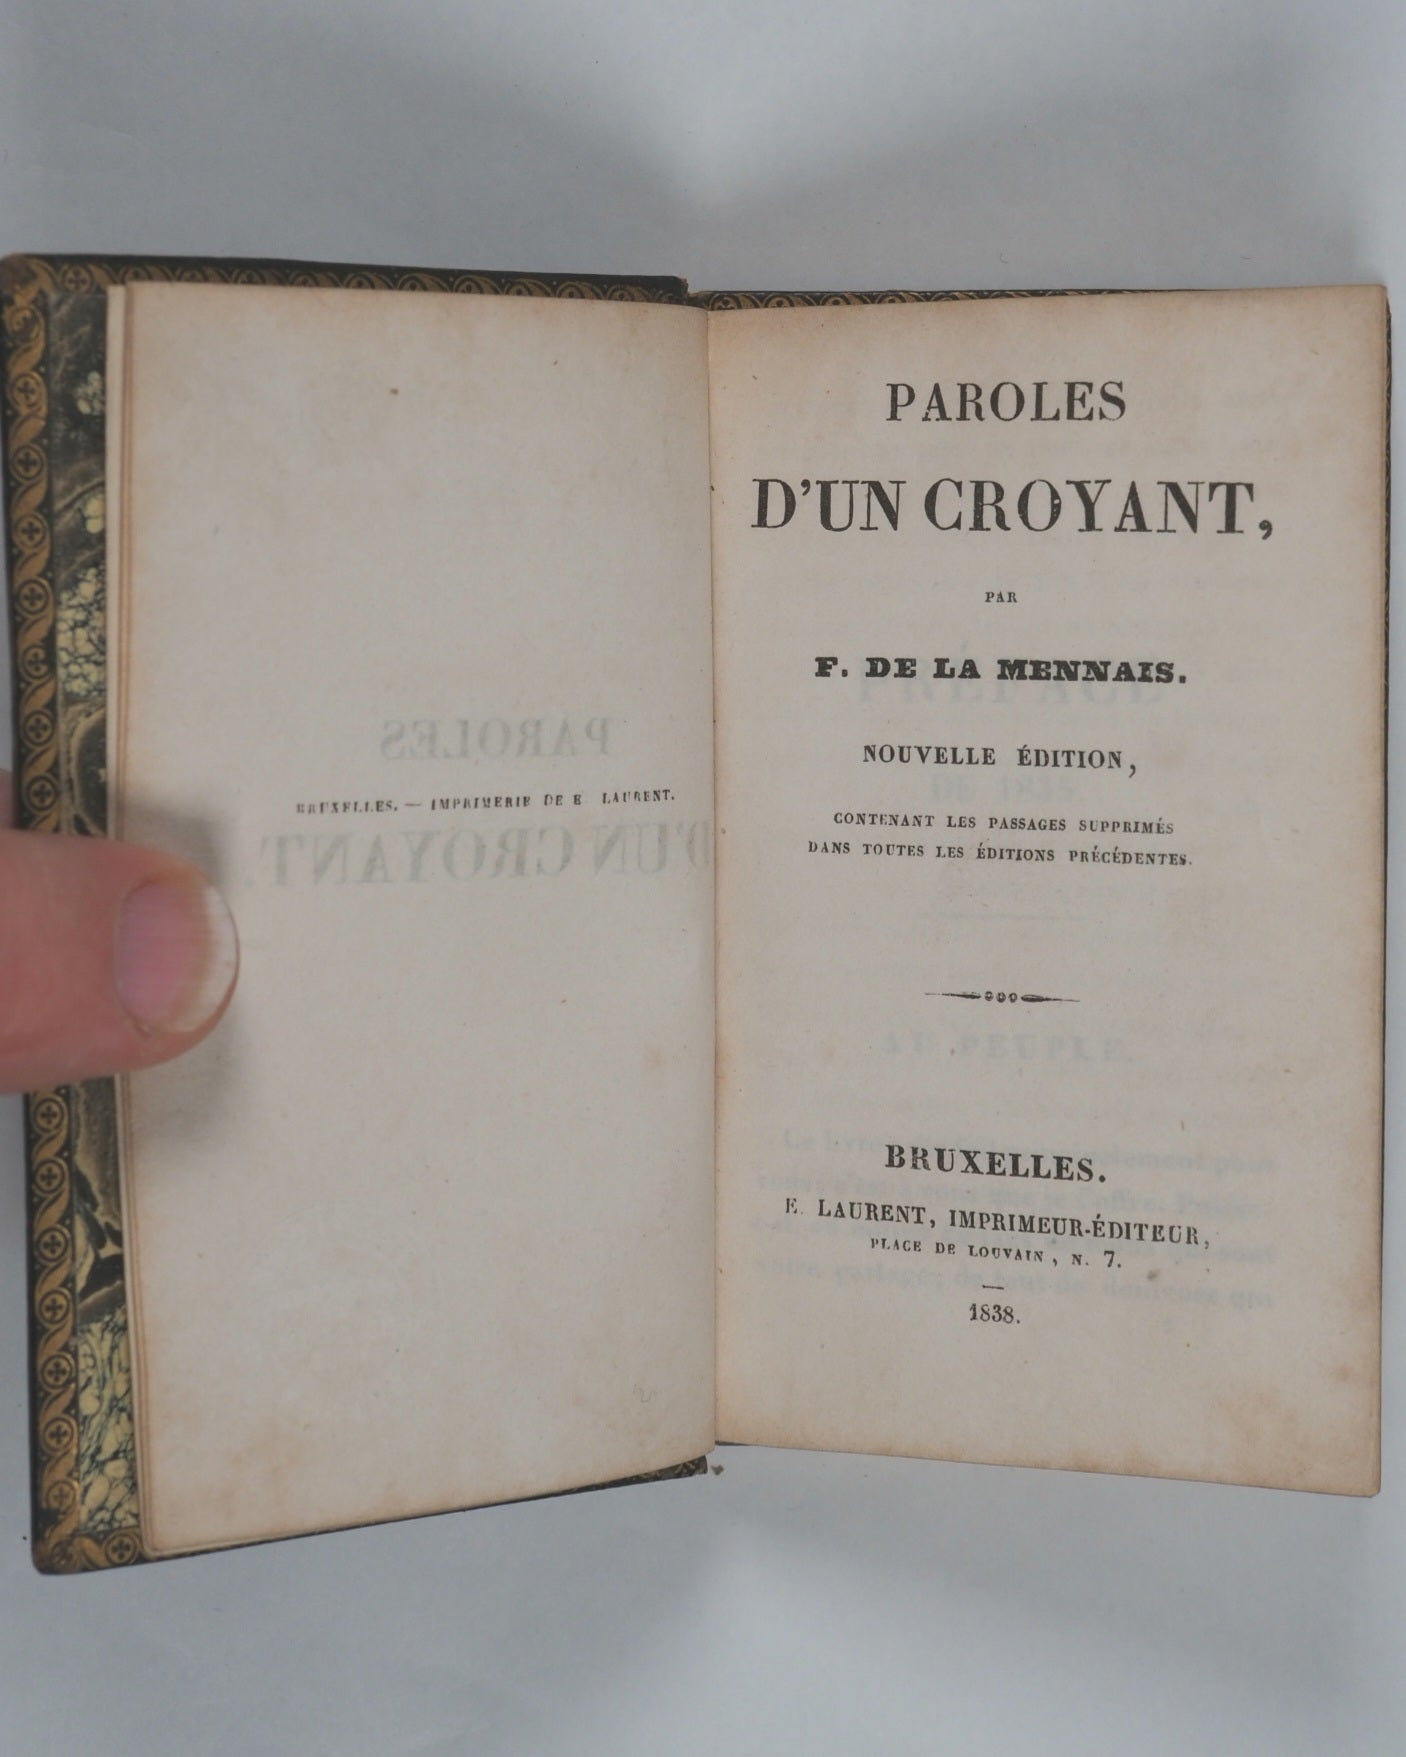 BRUXELLES. — IMPRIMERIE DE E. LAURENT.
PAROLES
D'UN CROYANT,
PAR
F. DE LA MENNAIS.
NOUVELLE ÉDITION,
CONTENANT LES PASSAGES SUPPRIMÉS
DANS TOUTES LES ÉDITIONS PRÉCÉDENTES.
BRUXELLES.
E. LAURENT, IMPRIMEUR-ÉDITEUR,
PLACE DE LOUVAIN, N. 7.
—
1838.